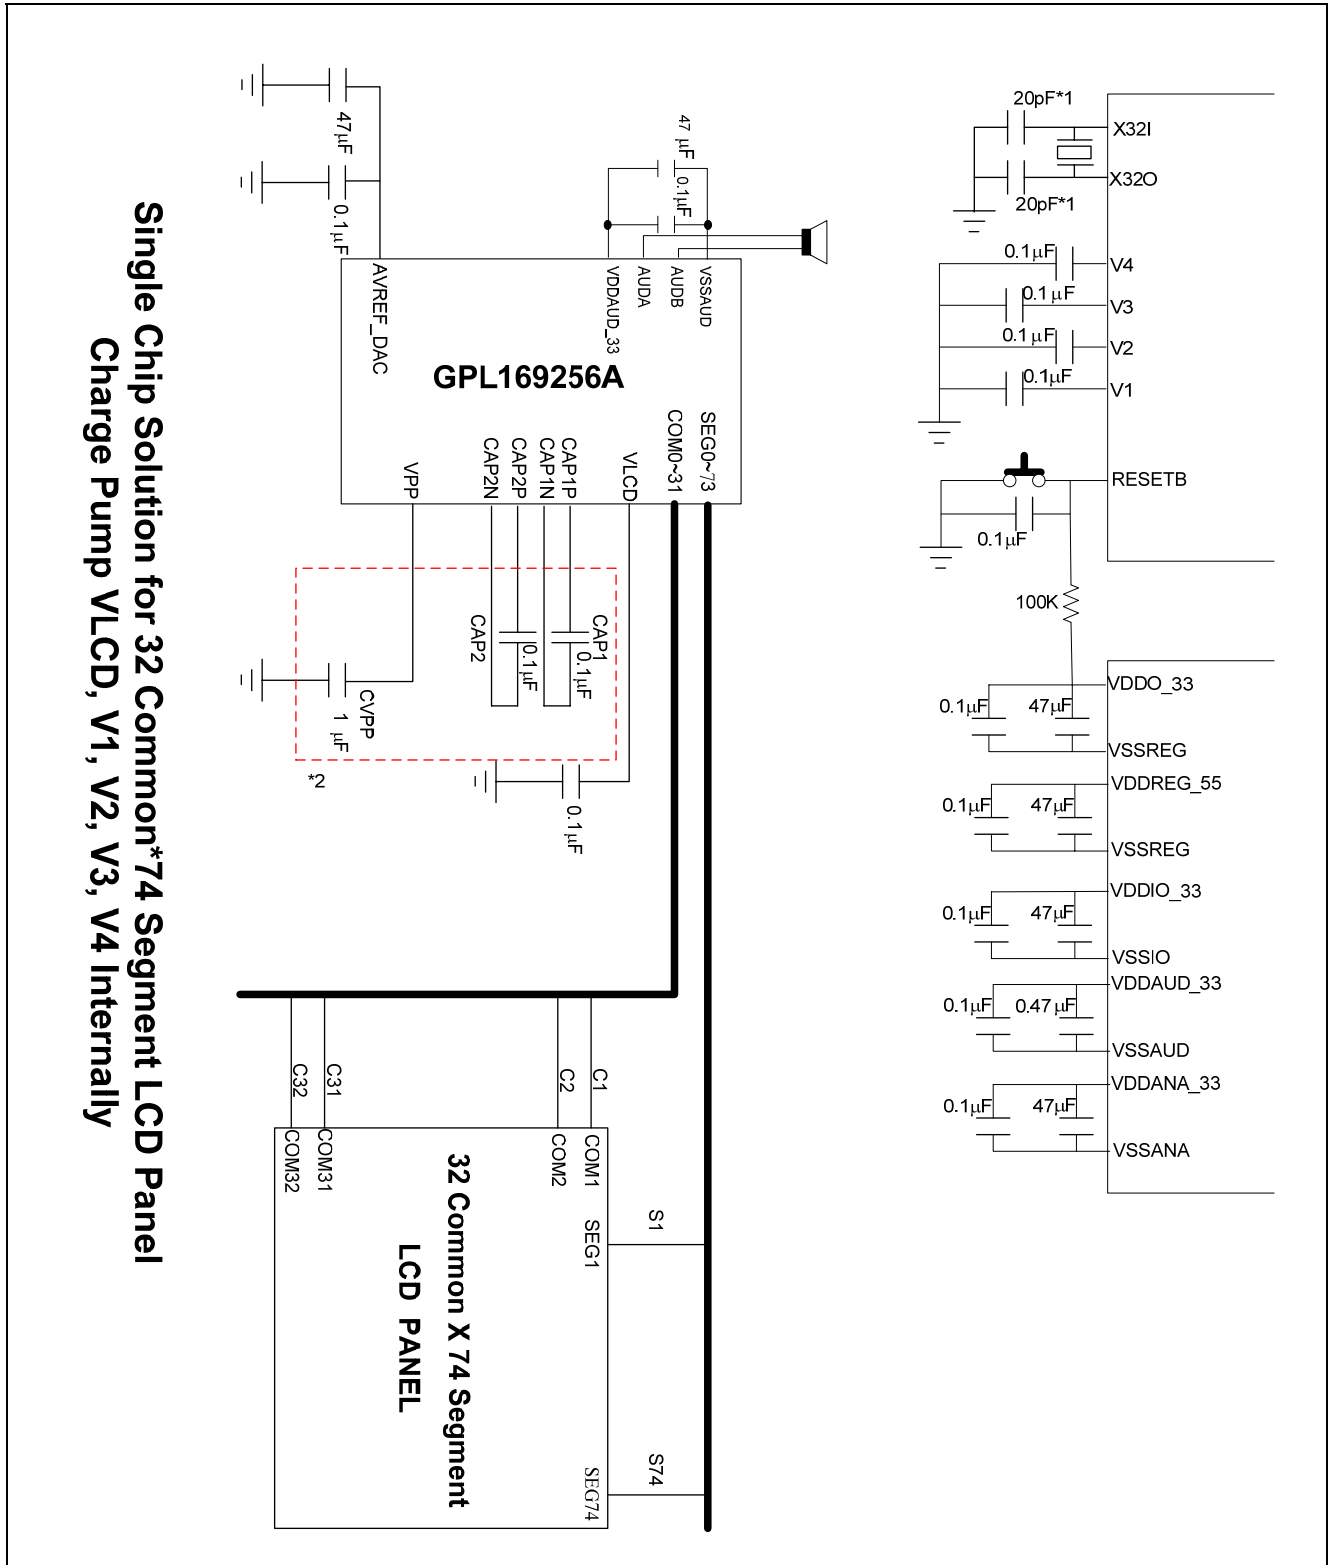 20pF*1
X32I
X32O
20pF*1
0.1μF
V4
0.1μF
V3
0.1μF
V2
0.1μF
V1
RESETB
0.1μF
100K
VDDO_33
0.1μF
47μF
VSSREG
VDDREG_55
0.1μF
47μF
VSSREG
VDDIO_33
0.1μF
47μF
VSSIO
VDDAUD_33
0.1μF
0.47μF
VSSAUD
VDDANA_33
0.1μF
47μF
VSSANA
47μF
0.1μF
47 μF
0.1μF
AVREF_DAC
VDDAUD_33
AUDA
AUDB
VSSAUD
GPL169256A
VPP
CAP2N
CAP2P
CAP1N
CAP1P
VLCD
COM0~31
SEG0~73
CAP1
0.1μF
CAP2
0.1μF
CVPP
1 μF
*2
0.1μF
C32
C31
C2
C1
COM32
COM31
COM2
COM1
SEG1
S1
32 Common X 74 Segment
LCD PANEL
S74
SEG74
Single Chip Solution for 32 Common*74 Segment LCD Panel
Charge Pump VLCD, V1, V2, V3, V4 Internally